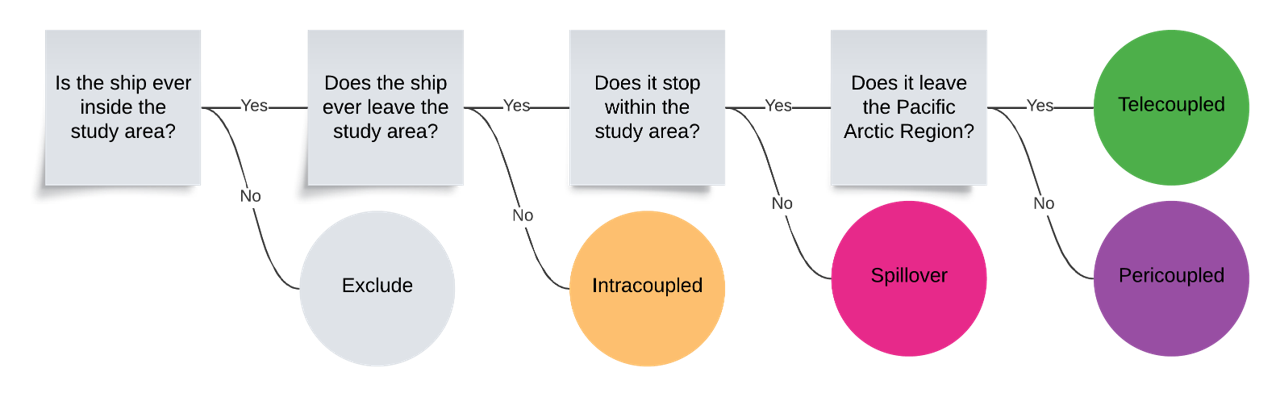 Is the ship ever
inside the
study area?
Yes
No
Exclude
Does the ship
ever leave the
study area?
Yes
No
Intracoupled
Does it stop
within the
study area?
Yes
No
Spillover
Does it leave
the Pacific
Arctic Region?
Yes
No
Telecoupled
Pericoupled